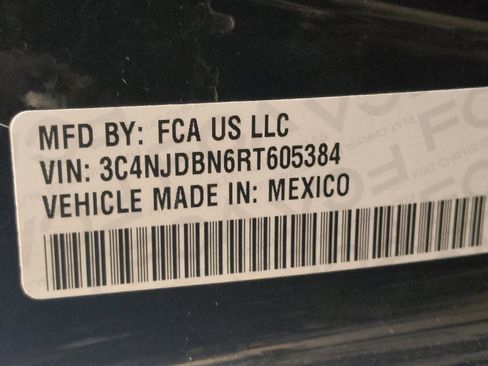 MFD BY: FCA US LLC
VIN: 3C4NJDBN6RT605384
VEHICLE MADE IN: MEXICO